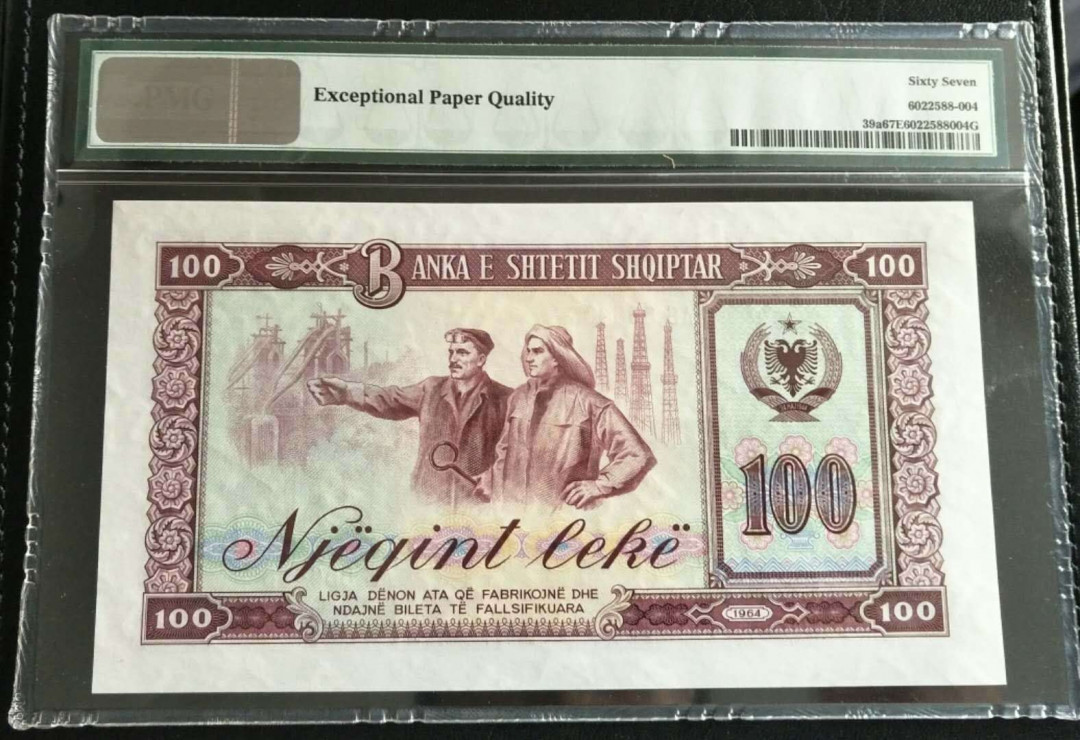 PMG
Exceptional Paper Quality
Sixty Seven
6022588-004
39a67E6022588004G
100
BANKA E SHTETIT SHQIPTAR
100
100
Njëqint lekë
LIGJA DËNON ATA QË FABRIKOJNË DHE
NDAJNË BILETA TË FALLSIFIKUARA
100
1964
100